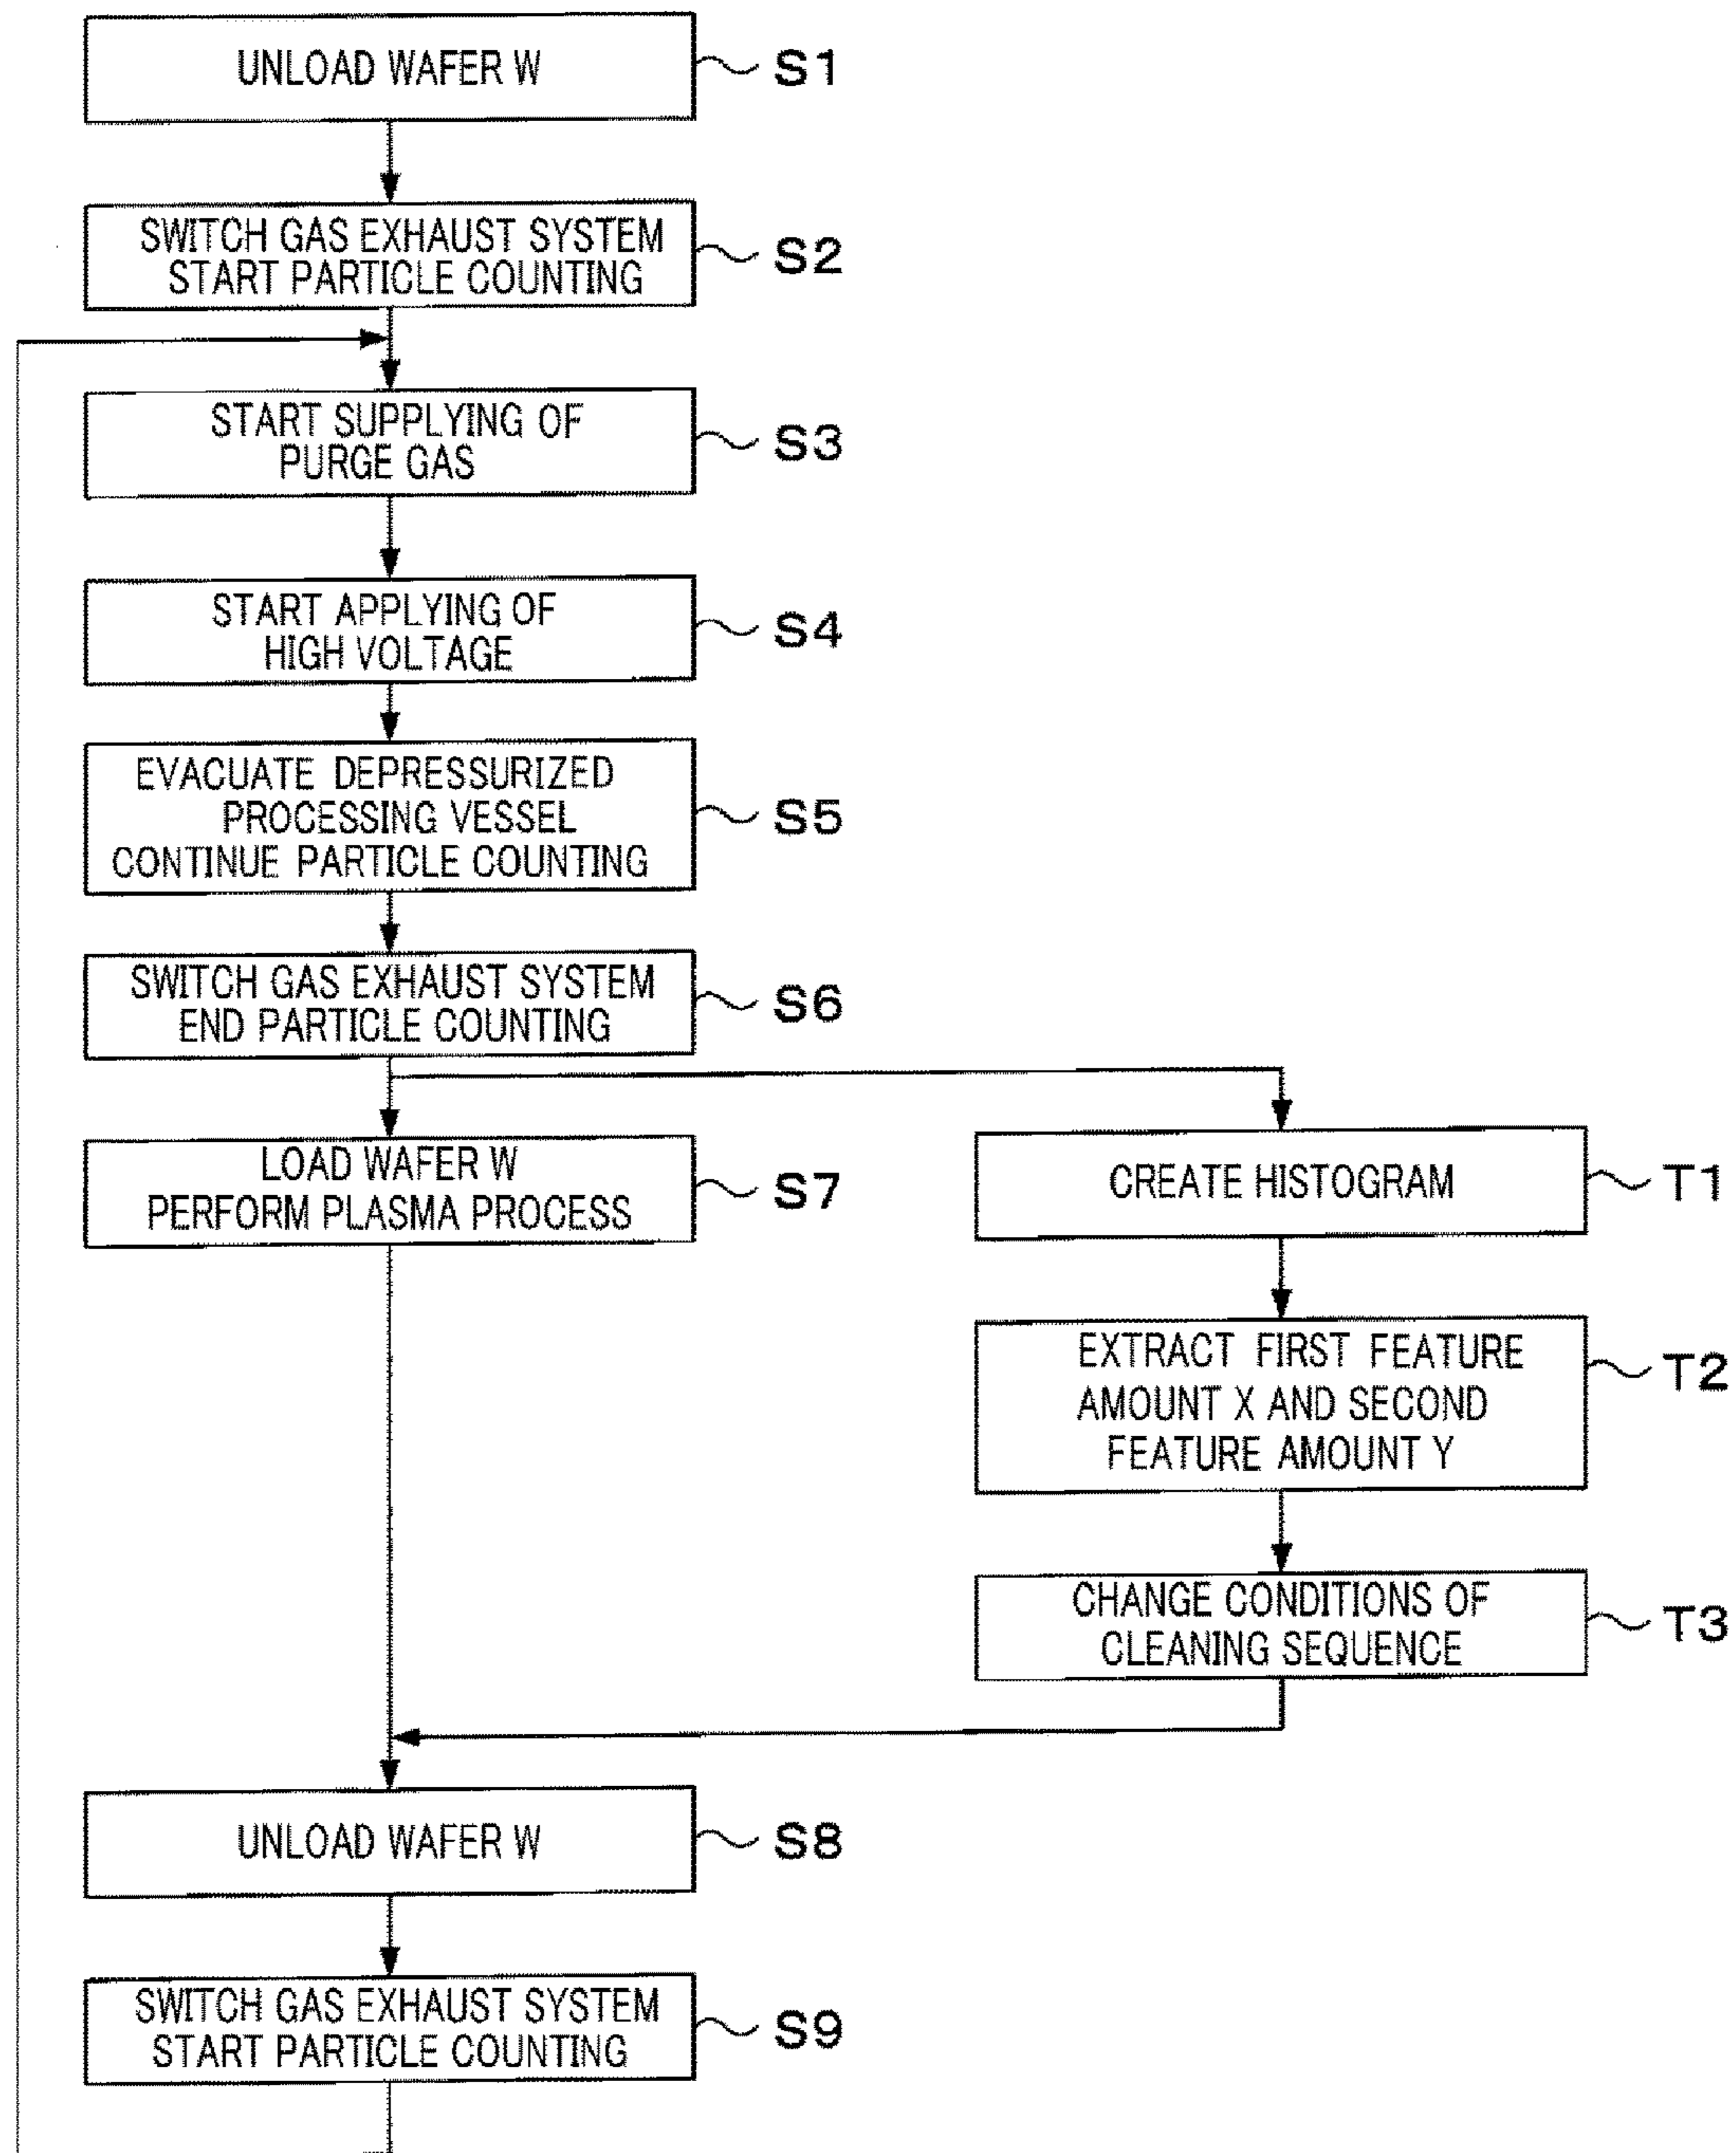 UNLOAD WAFER W
S1
SWITCH GAS EXHAUST SYSTEM
START PARTICLE COUNTING
S2
START SUPPLYING OF
PURGE GAS
S3
START APPLYING OF
HIGH VOLTAGE
S4
EVACUATE DEPRESSURIZED
PROCESSING VESSEL
CONTINUE PARTICLE COUNTING
S5
SWITCH GAS EXHAUST SYSTEM
END PARTICLE COUNTING
S6
LOAD WAFER W
PERFORM PLASMA PROCESS
S7
CREATE HISTOGRAM
T1
EXTRACT FIRST FEATURE
AMOUNT X AND SECOND
FEATURE AMOUNT Y
T2
CHANGE CONDITIONS OF
CLEANING SEQUENCE
T3
UNLOAD WAFER W
S8
SWITCH GAS EXHAUST SYSTEM
START PARTICLE COUNTING
S9